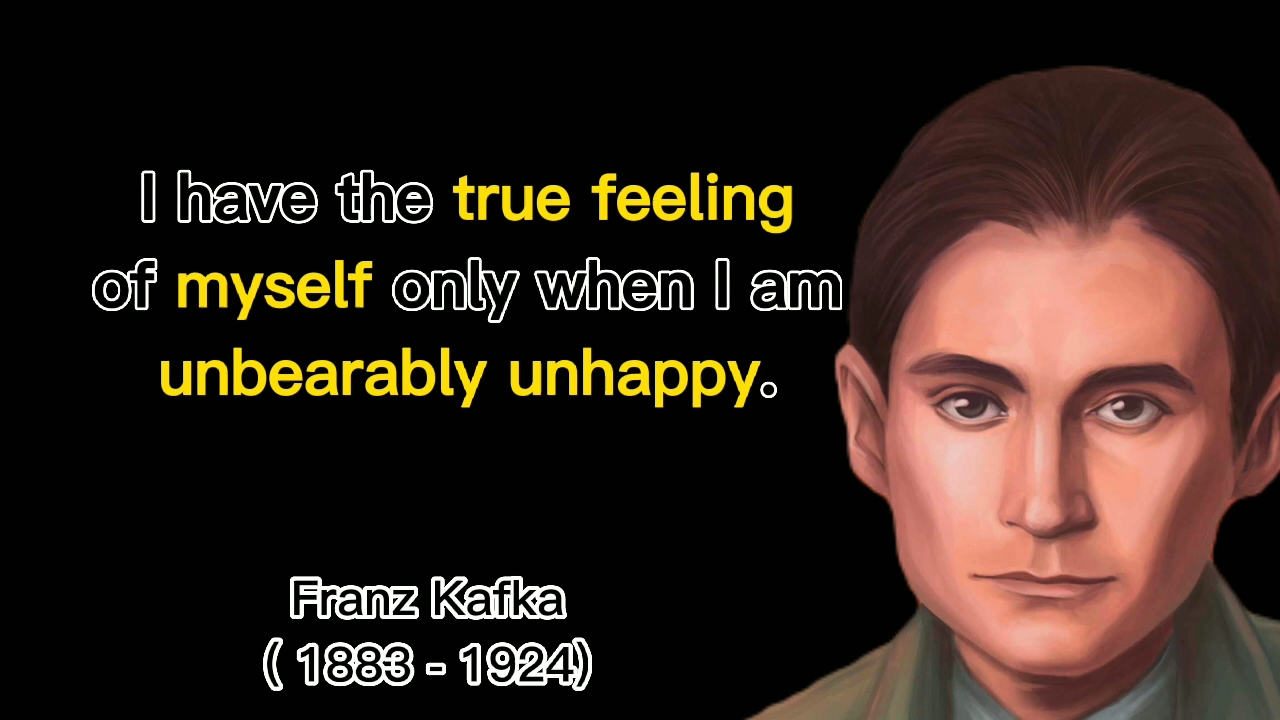 I have the true feeling
of myself only when I am
unbearably unhappy.
Franz Kafka
( 1883 - 1924)